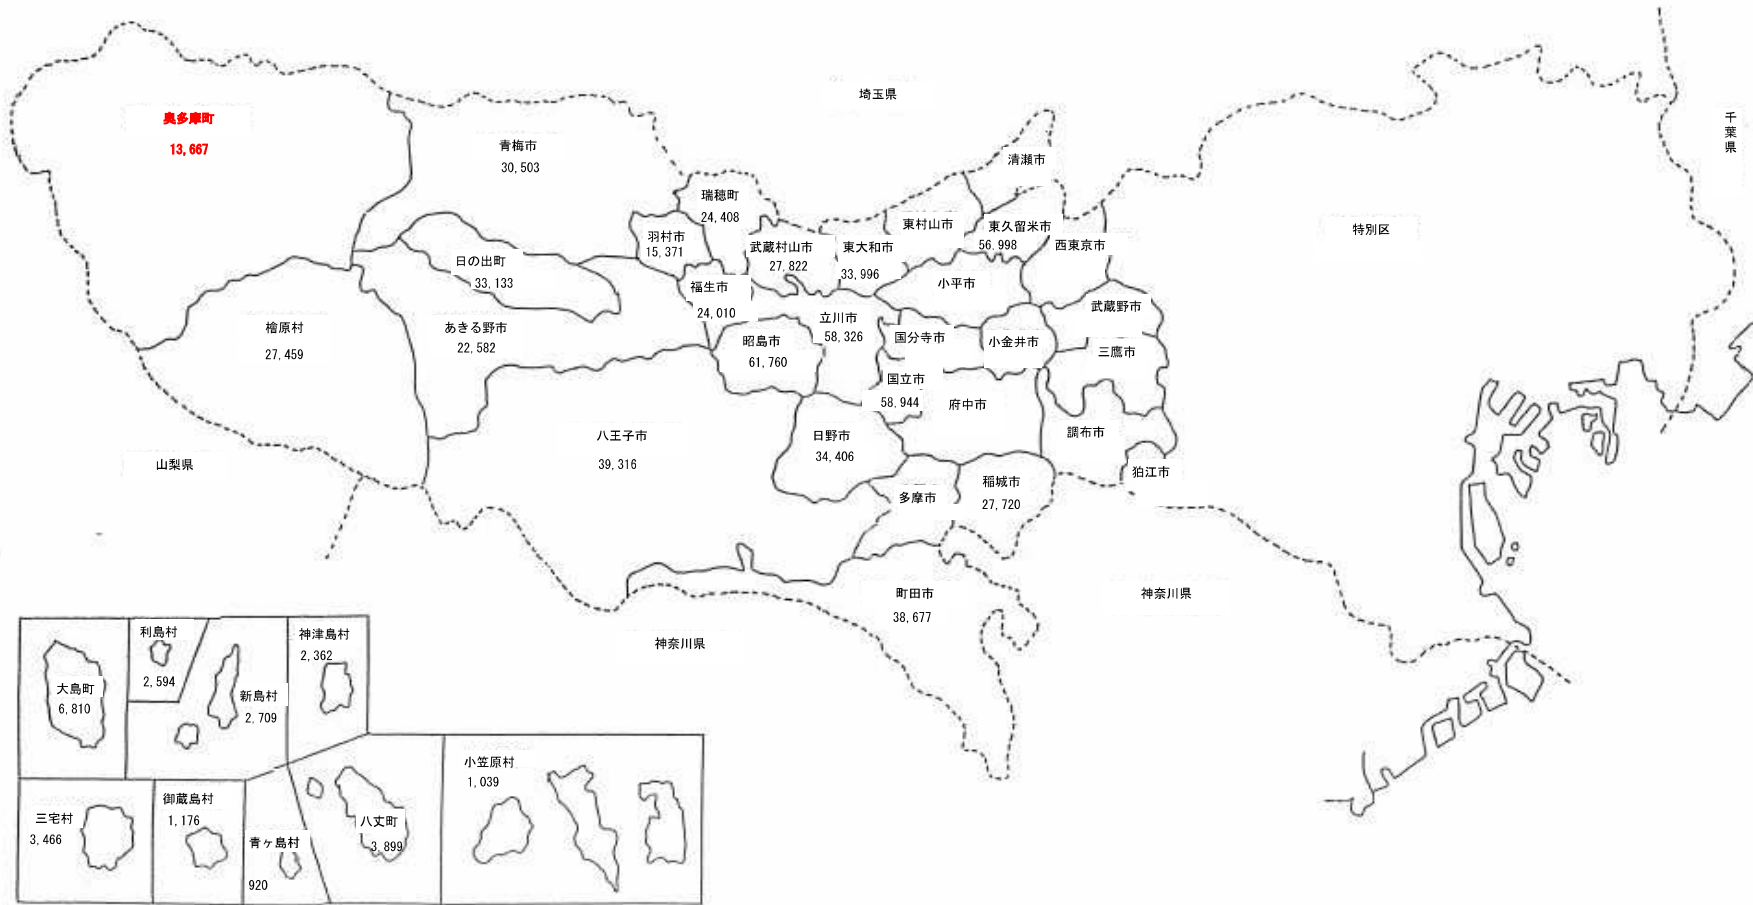 埼玉県
千葉県
奥多摩町
13,667
青梅市
30,503
清瀬市
瑞穂町
24,408
東村山市
東久留米市
56,998
特別区
羽村市
15,371
武蔵村山市
27,822
東大和市
33,996
西東京市
日の出町
33,133
福生市
24,010
小平市
武蔵野市
檜原村
27,459
あきる野市
22,582
昭島市
61,760
立川市
58,326
国分寺市
小金井市
三鷹市
国立市
58,944
府中市
八王子市
39,316
日野市
34,406
調布市
山梨県
狛江市
多摩市
稲城市
27,720
町田市
38,677
神奈川県
神奈川県
利島村
2,594
神津島村
2,362
大島町
6,810
新島村
2,709
小笠原村
1,039
三宅村
3,466
御蔵島村
1,176
青ヶ島村
920
八丈町
3,899